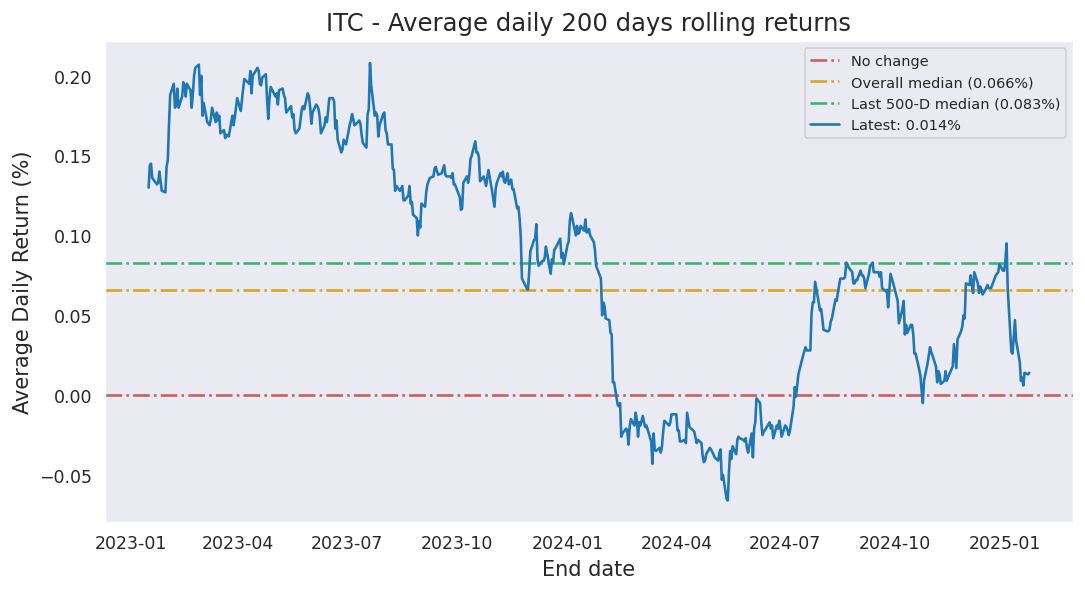 ITC - Average daily 200 days rolling returns
No change
Overall median (0.066%)
Last 500-D median (0.083%)
Latest: 0.014%
Average Daily Return (%)
0.20
0.15
0.10
0.05
0.00
−0.05
2023-01 2023-04 2023-07 2023-10 2024-01 2024-04 2024-07 2024-10 2025-01
End date